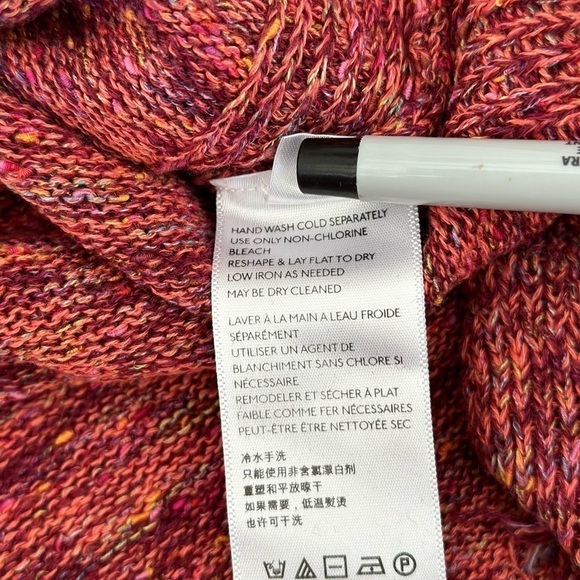 HAND WASH COLD SEPARATELY
USE ONLY NON-CHLORINE
BLEACH
RESHAPE & LAY FLAT TO DRY
LOW IRON AS NEEDED
MAY BE DRY CLEANED
LAVER À LA MAIN A LEAU FROIDE
SÉPARÉMENT
UTILISER UN AGENT DE
BLANCHIMENT SANS CHLORE SI
NÉCESSAIRE
REMODELER ET SÉCHER À PLAT
FAIBLE COMME FER NÉCESSAIRES
PEUT-ÊTRE ÊTRE NETTOYÉE SEC
冷水手洗
只能使用非含氯漂白剂
重塑和平放晾干
如果需要，低温熨烫
也许可干洗
P